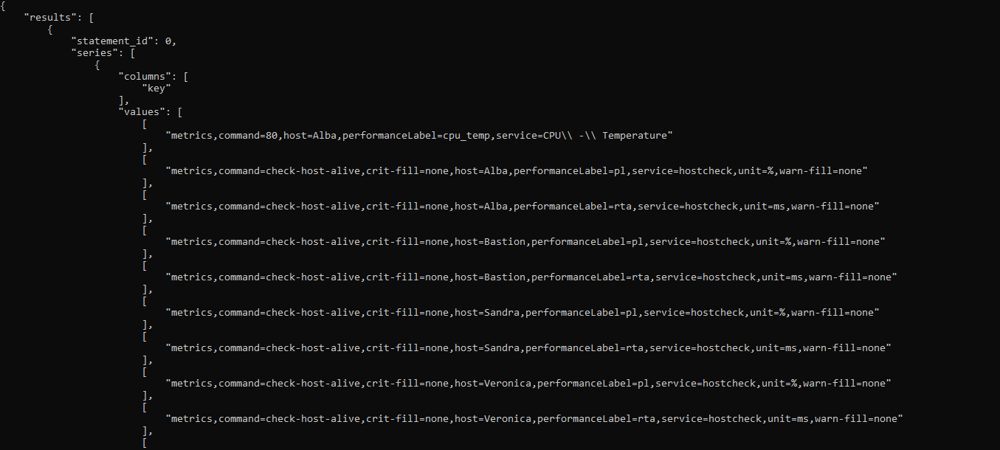 {
    "results": [
        {
            "statement_id": 0,
            "series": [
                {
                    "columns": [
                        "key"
                    ],
                    "values": [
                        [
                            "metrics,command=80,host=Alba,performanceLabel=cpu_temp,service=CPU\\ -\\ Temperature"
                        ],
                        [
                            "metrics,command=check-host-alive,crit-fill=none,host=Alba,performanceLabel=pl,service=hostcheck,unit=%,warn-fill=none"
                        ],
                        [
                            "metrics,command=check-host-alive,crit-fill=none,host=Alba,performanceLabel=rta,service=hostcheck,unit=ms,warn-fill=none"
                        ],
                        [
                            "metrics,command=check-host-alive,crit-fill=none,host=Bastion,performanceLabel=pl,service=hostcheck,unit=%,warn-fill=none"
                        ],
                        [
                            "metrics,command=check-host-alive,crit-fill=none,host=Bastion,performanceLabel=rta,service=hostcheck,unit=ms,warn-fill=none"
                        ],
                        [
                            "metrics,command=check-host-alive,crit-fill=none,host=Sandra,performanceLabel=pl,service=hostcheck,unit=%,warn-fill=none"
                        ],
                        [
                            "metrics,command=check-host-alive,crit-fill=none,host=Sandra,performanceLabel=rta,service=hostcheck,unit=ms,warn-fill=none"
                        ],
                        [
                            "metrics,command=check-host-alive,crit-fill=none,host=Veronica,performanceLabel=pl,service=hostcheck,unit=%,warn-fill=none"
                        ],
                        [
                            "metrics,command=check-host-alive,crit-fill=none,host=Veronica,performanceLabel=rta,service=hostcheck,unit=ms,warn-fill=none"
                        ],
                        [